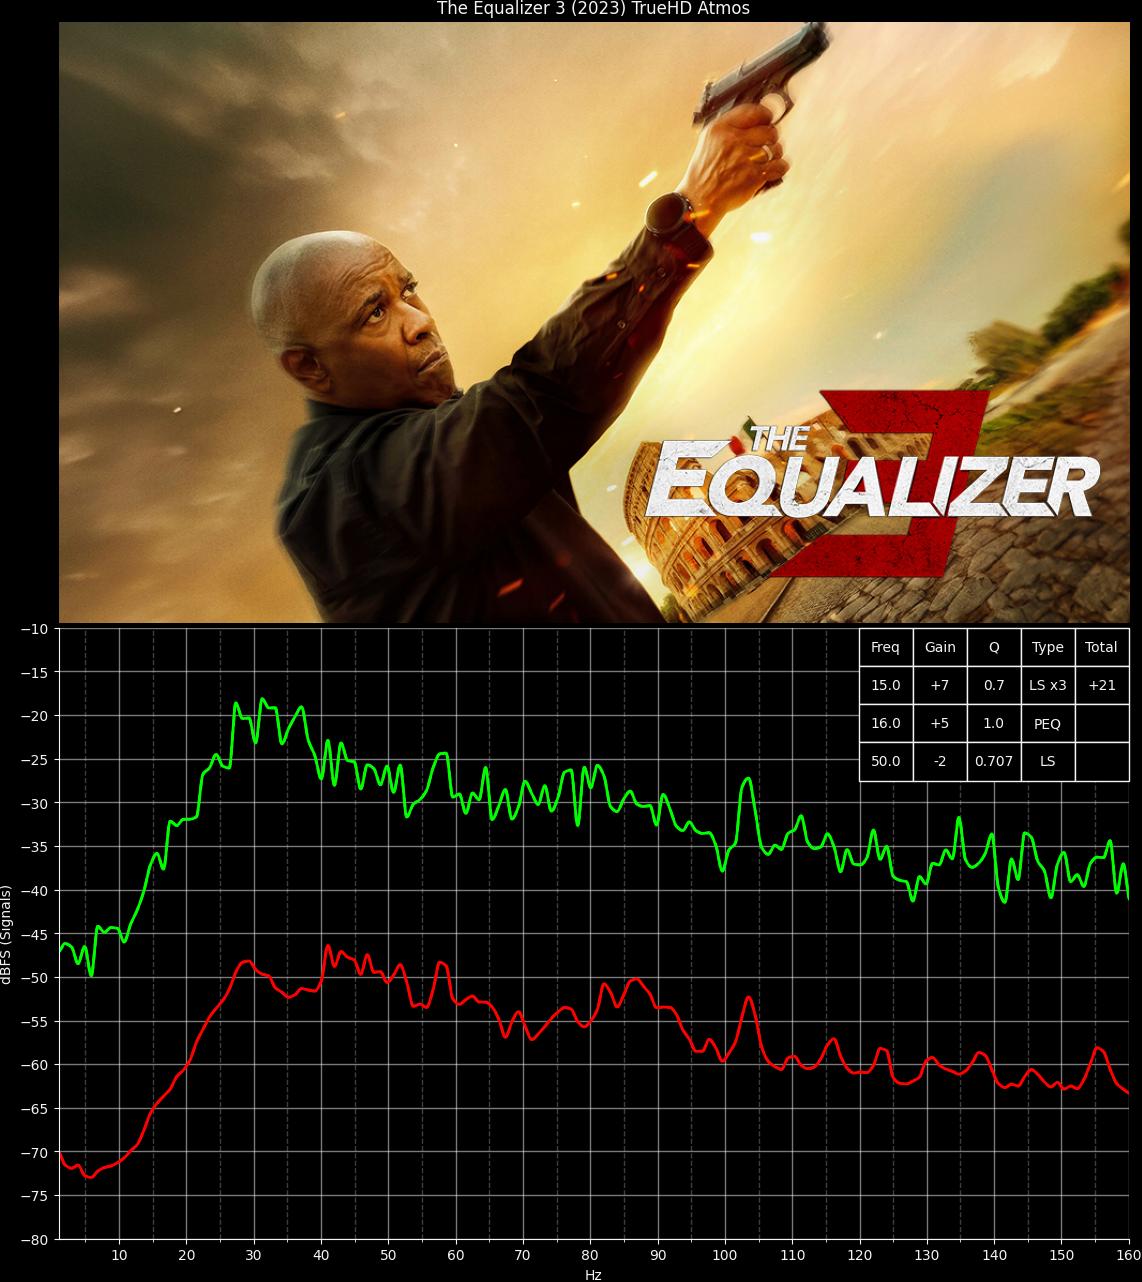 The Equalizer 3 (2023) TrueHD Atmos
THE
EQUALIZER
3
Freq Gain Q Type Total
15.0 +7 0.7 LS x3 +21
16.0 +5 1.0 PEQ
50.0 -2 0.707 LS
−10
−15
−20
−25
−30
−35
−40
−45
−50
−55
−60
−65
−70
−75
−80
dBFS (Signals)
10 20 30 40 50 60 70 80 90 100 110 120 130 140 150 160
Hz